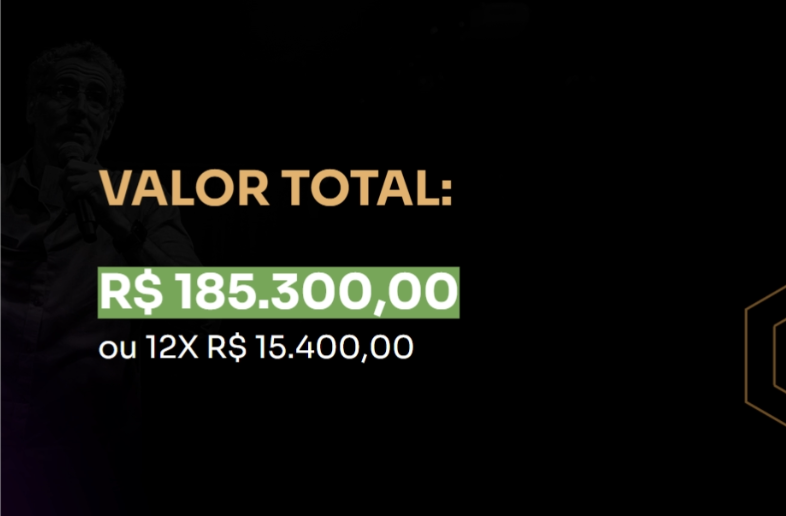 VALOR TOTAL:
R$ 185.300,00
ou 12X R$ 15.400,00